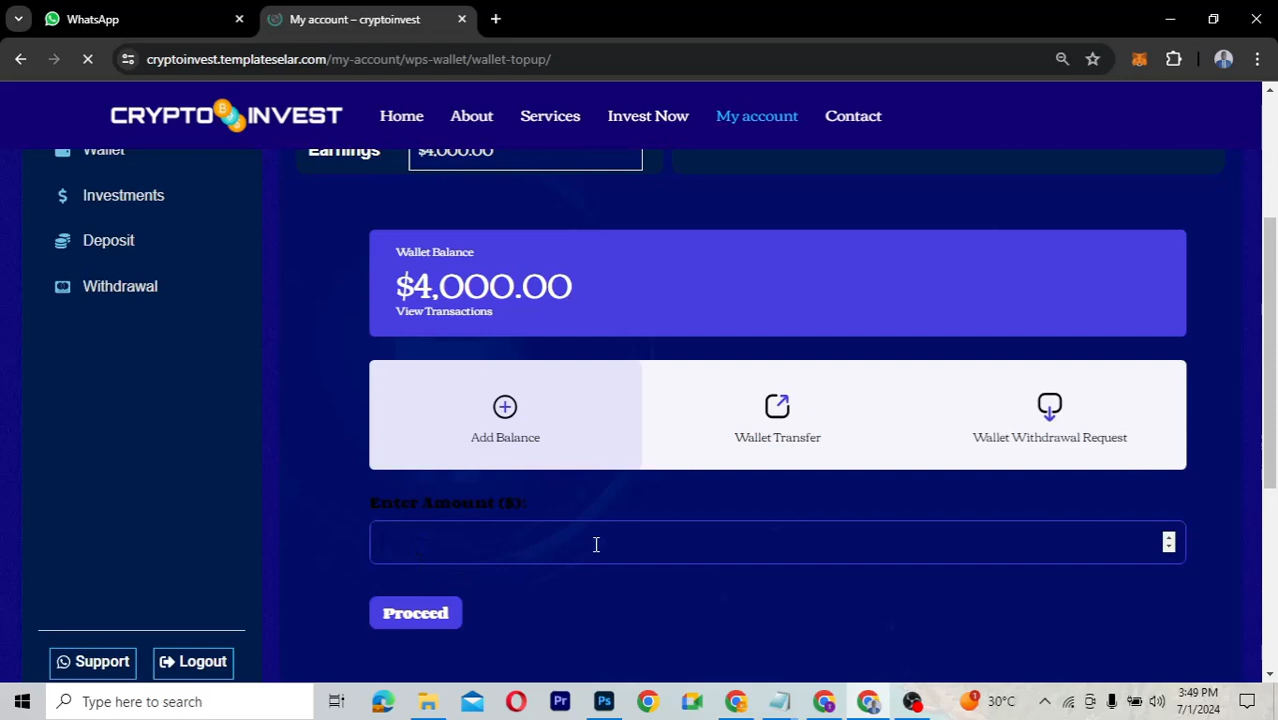 WhatsApp
My account – cryptoinvest
cryptoinvest.templateselar.com/my-account/wps-wallet/wallet-topup/
CRYPTO INVEST
Home
About
Services
Invest Now
My account
Contact
Wallet
Investments
Deposit
Withdrawal
Support
Logout
Earnings
$4,000.00
Wallet Balance
$4,000.00
View Transactions
Add Balance
Wallet Transfer
Wallet Withdrawal Request
Enter Amount ($):
Proceed
Type here to search
Pr
Ps
1
30°C
3:49 PM
7/1/2024